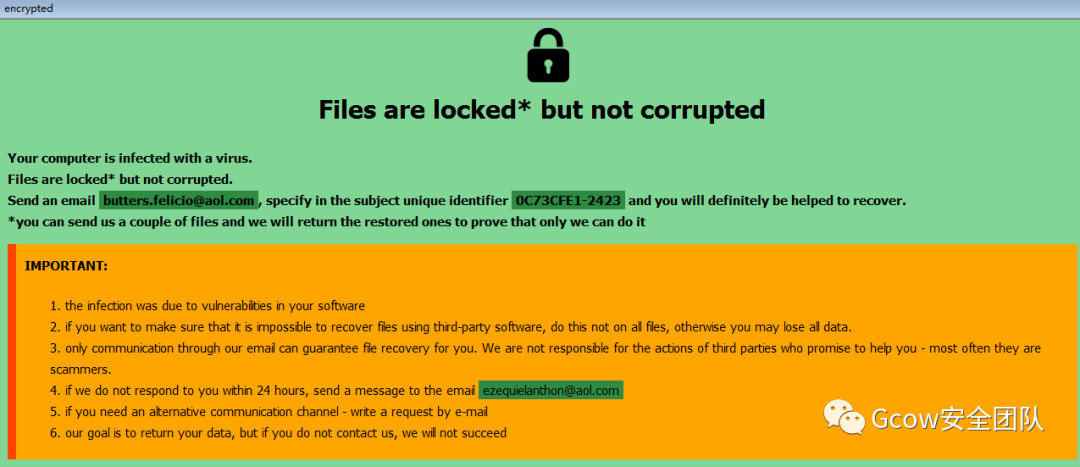 encrypted
Files are locked* but not corrupted
Your computer is infected with a virus.
Files are locked* but not corrupted.
Send an email butters.felicio@aol.com, specify in the subject unique identifier 0C73CFE1-2423 and you will definitely be helped to recover.
*you can send us a couple of files and we will return the restored ones to prove that only we can do it
IMPORTANT:
1. the infection was due to vulnerabilities in your software
2. if you want to make sure that it is impossible to recover files using third-party software, do this not on all files, otherwise you may lose all data.
3. only communication through our email can guarantee file recovery for you. We are not responsible for the actions of third parties who promise to help you - most often they are
scammers.
4. if we do not respond to you within 24 hours, send a message to the email ezequielanthon@aol.com
5. if you need an alternative communication channel - write a request by e-mail
6. our goal is to return your data, but if you do not contact us, we will not succeed
Gcow安全团队